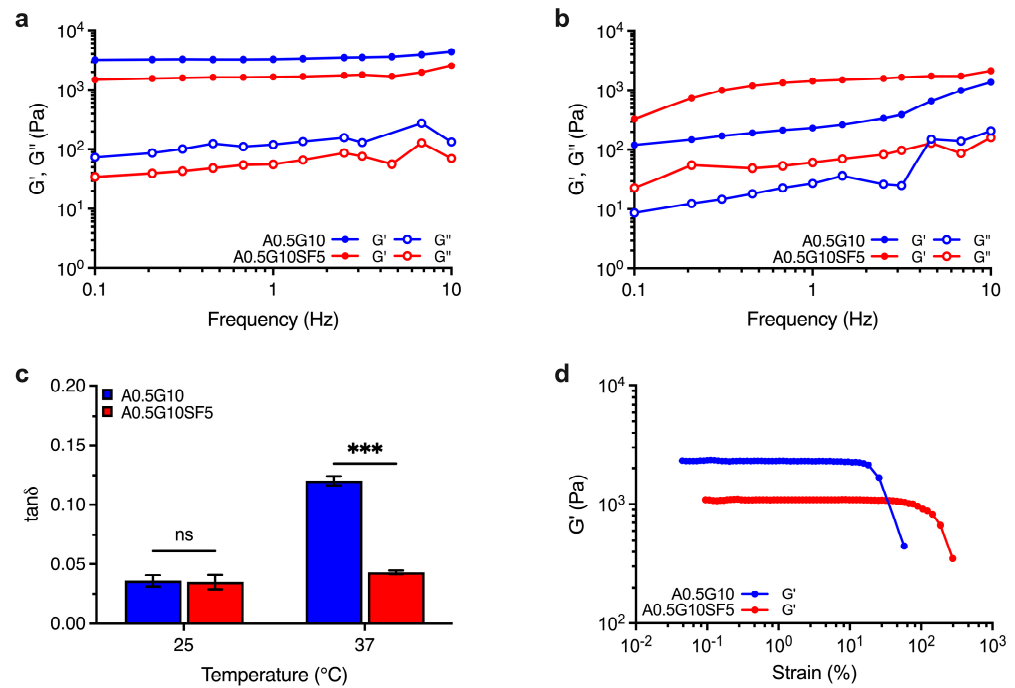 a
10⁴
10³
10², 
10¹
10⁰
G', G'' (Pa)
A0.5G10 G' G''
A0.5G10SF5 G' G''
0.1 1 10
Frequency (Hz)
b
10⁴
10³
10²
10¹
10⁰
G', G'' (Pa)
A0.5G10 G' G''
A0.5G10SF5 G' G''
0.1 1 10
Frequency (Hz)
c
0.20
0.15
0.10
0.05
0.00
tanδ
A0.5G10
A0.5G10SF5
ns
***
25 37
Temperature (°C)
d
10⁴
10³
10²
G' (Pa)
A0.5G10 G'
A0.5G10SF5 G'
10⁻² 10⁻¹ 10⁰ 10¹ 10² 10³
Strain (%)